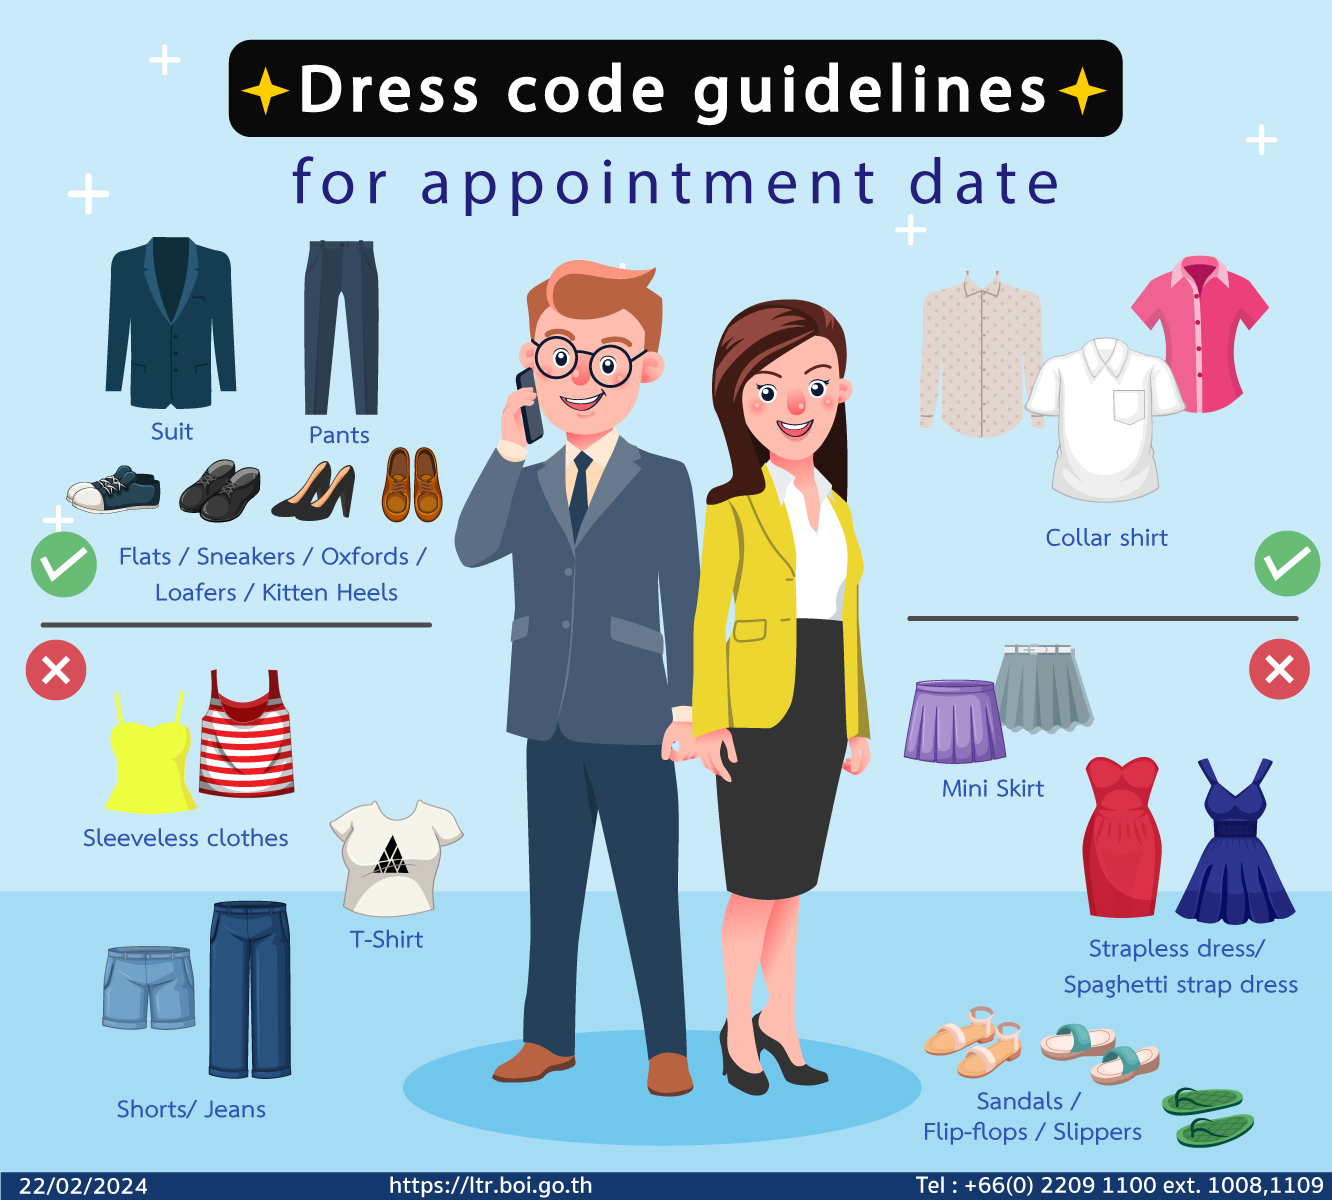 Dress code guidelines
for appointment date
Suit
Pants
Flats / Sneakers / Oxfords /
Loafers / Kitten Heels
Collar shirt
Sleeveless clothes
T-Shirt
Shorts/ Jeans
Mini Skirt
Strapless dress/
Spaghetti strap dress
Sandals /
Flip-flops / Slippers
22/02/2024
https://ltr.boi.go.th
Tel : +66(0) 2209 1100 ext. 1008,1109